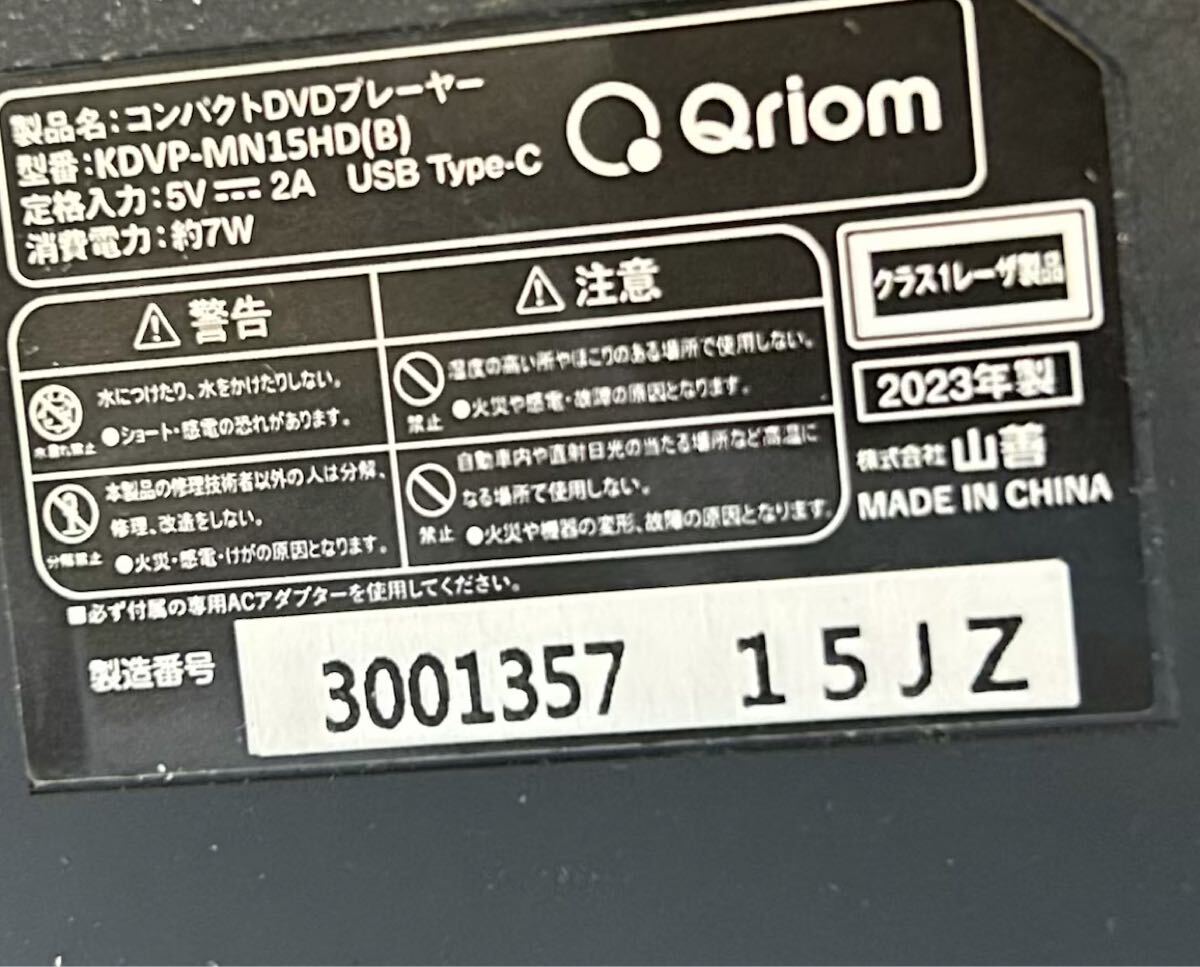 製品名:コンパクトDVDプレーヤー
型番:KDVP-MN15HD(B)
定格入力:5V⎓2A USB Type-C
消費電力:約7W
Qriom
⚠警告
水ぬれ禁止
水につけたり、水をかけたりしない。
●ショート・感電の恐れがあります。
分解禁止
本製品の修理技術者以外の人は分解、
修理、改造をしない。
●火災・感電・けがの原因となります。
⚠注意
禁止
湿度の高い所やほこりのある場所で使用しない。
●火災や感電・故障の原因となります。
禁止
自動車内や直射日光の当たる場所など高温に
なる場所で使用しない。
●火災や機器の変形、故障の原因となります。
クラス1レーザ製品
2023年製
株式会社 山善
MADE IN CHINA
■必ず付属の専用ACアダプターを使用してください。
製造番号
3001357 15JZ